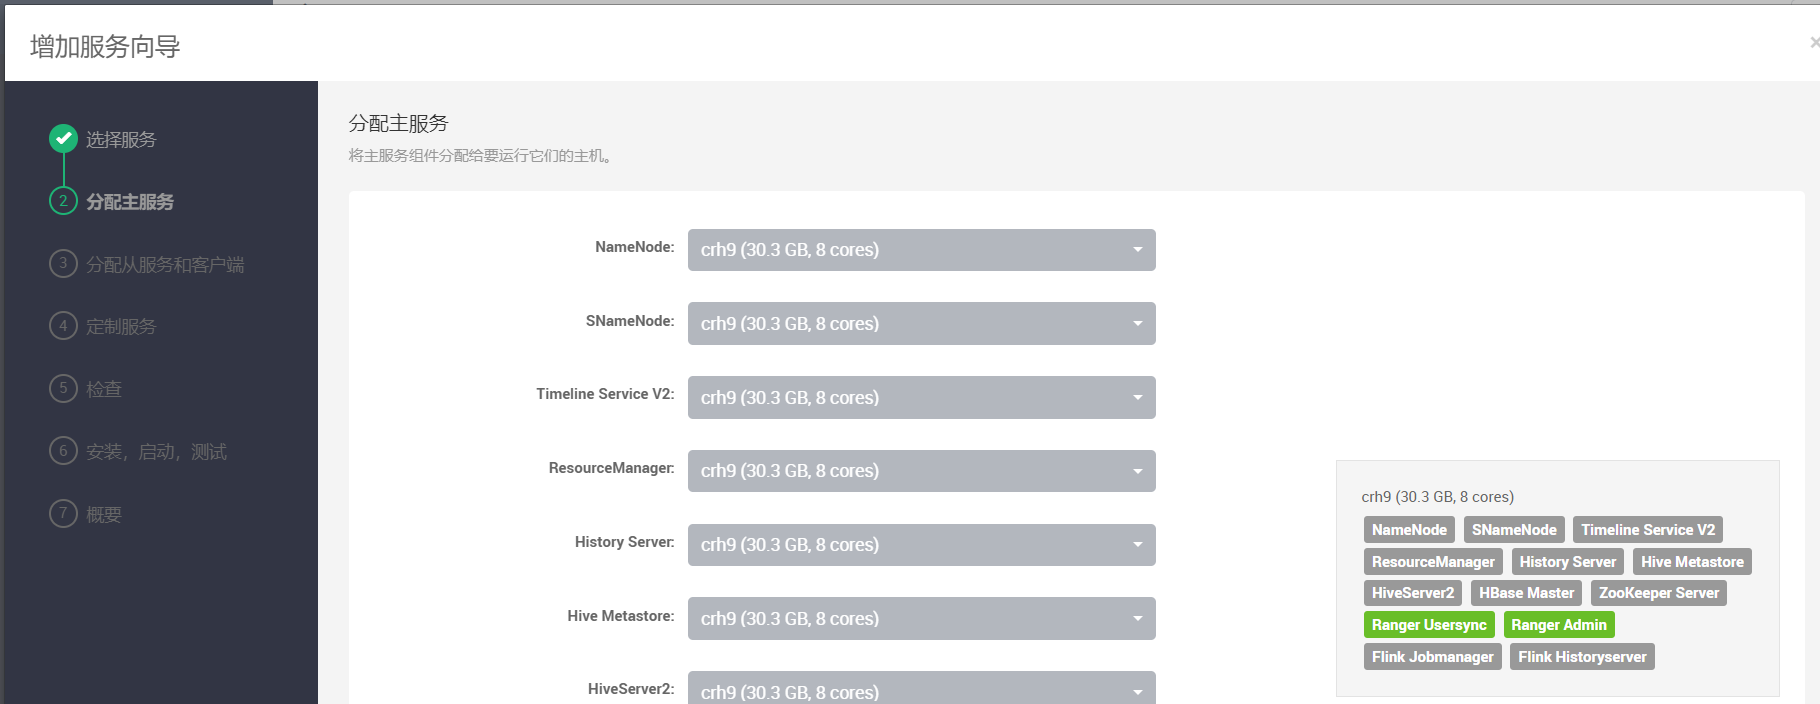 增加服务向导
×
选择服务
2 分配主服务
3 分配从服务和客户端
4 定制服务
5 检查
6 安装，启动，测试
7 概要
分配主服务
将主服务组件分配给要运行它们的主机。
NameNode: crh9 (30.3 GB, 8 cores)
SNameNode: crh9 (30.3 GB, 8 cores)
Timeline Service V2: crh9 (30.3 GB, 8 cores)
ResourceManager: crh9 (30.3 GB, 8 cores)
History Server: crh9 (30.3 GB, 8 cores)
Hive Metastore: crh9 (30.3 GB, 8 cores)
HiveServer2: crh9 (30.3 GB, 8 cores)
crh9 (30.3 GB, 8 cores)
NameNode SNameNode Timeline Service V2
ResourceManager History Server Hive Metastore
HiveServer2 HBase Master ZooKeeper Server
Ranger Usersync Ranger Admin
Flink Jobmanager Flink Historyserver